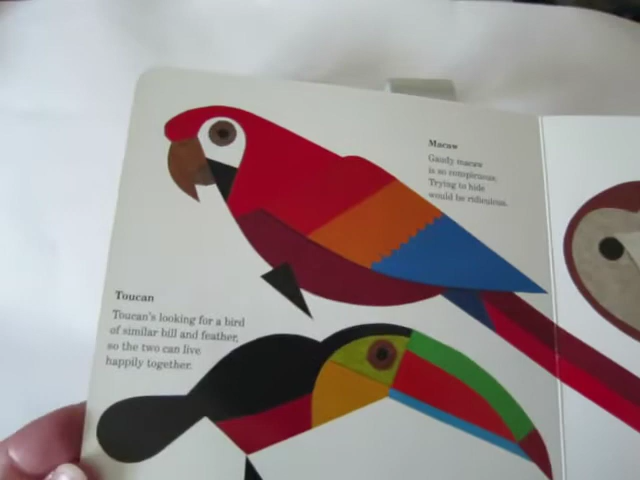 Macaw
Gaudy macaw
is so conspicuous,
Trying to hide
would be ridiculous.
Toucan
Toucan's looking for a bird
of similar bill and feather,
so the two can live
happily together.